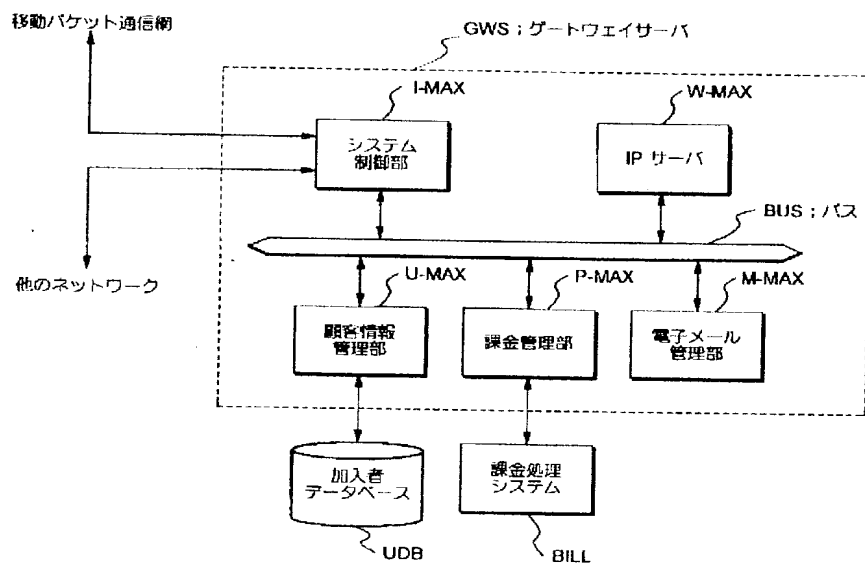 移動パケット通信網
GWS ; ゲートウェイサーバ
I-MAX
W-MAX
システム
制御部
IP サーバ
BUS ; バス
他のネットワーク
U-MAX
P-MAX
M-MAX
顧客情報
管理部
課金管理部
電子メール
管理部
加入者
データベース
課金処理
システム
UDB
BILL